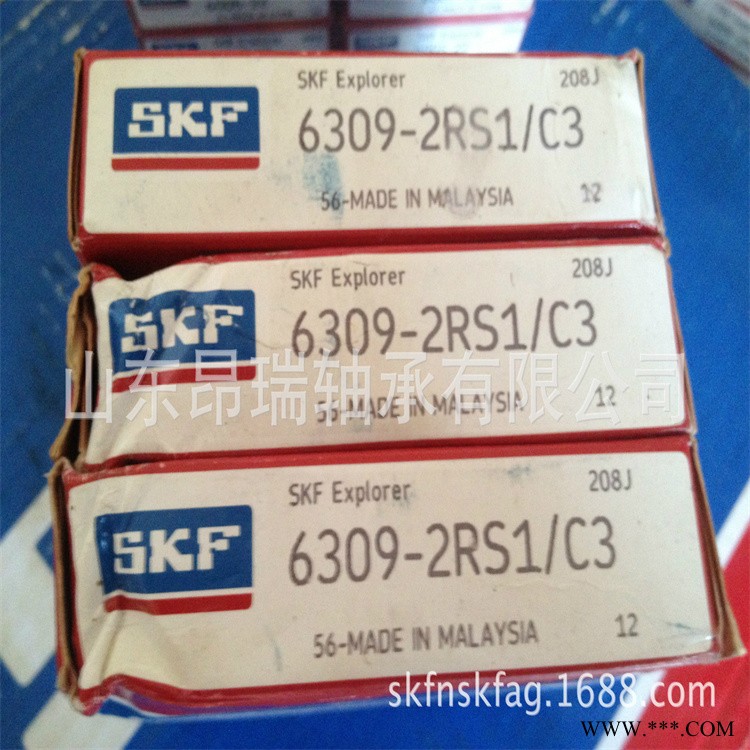 SKF Explorer 208J
SKF
6309-2RS1/C3
56-MADE IN MALAYSIA 12
SKF Explorer 208J
SKF
6309-2RS1/C3
山东昂瑞轴承有限公司
56-MADE IN MALAYSIA 12
SKF Explorer 208J
SKF
6309-2RS1/C3
56-MADE IN MALAYSIA 12
skfnskfag.1688.com
WWW.***.COM